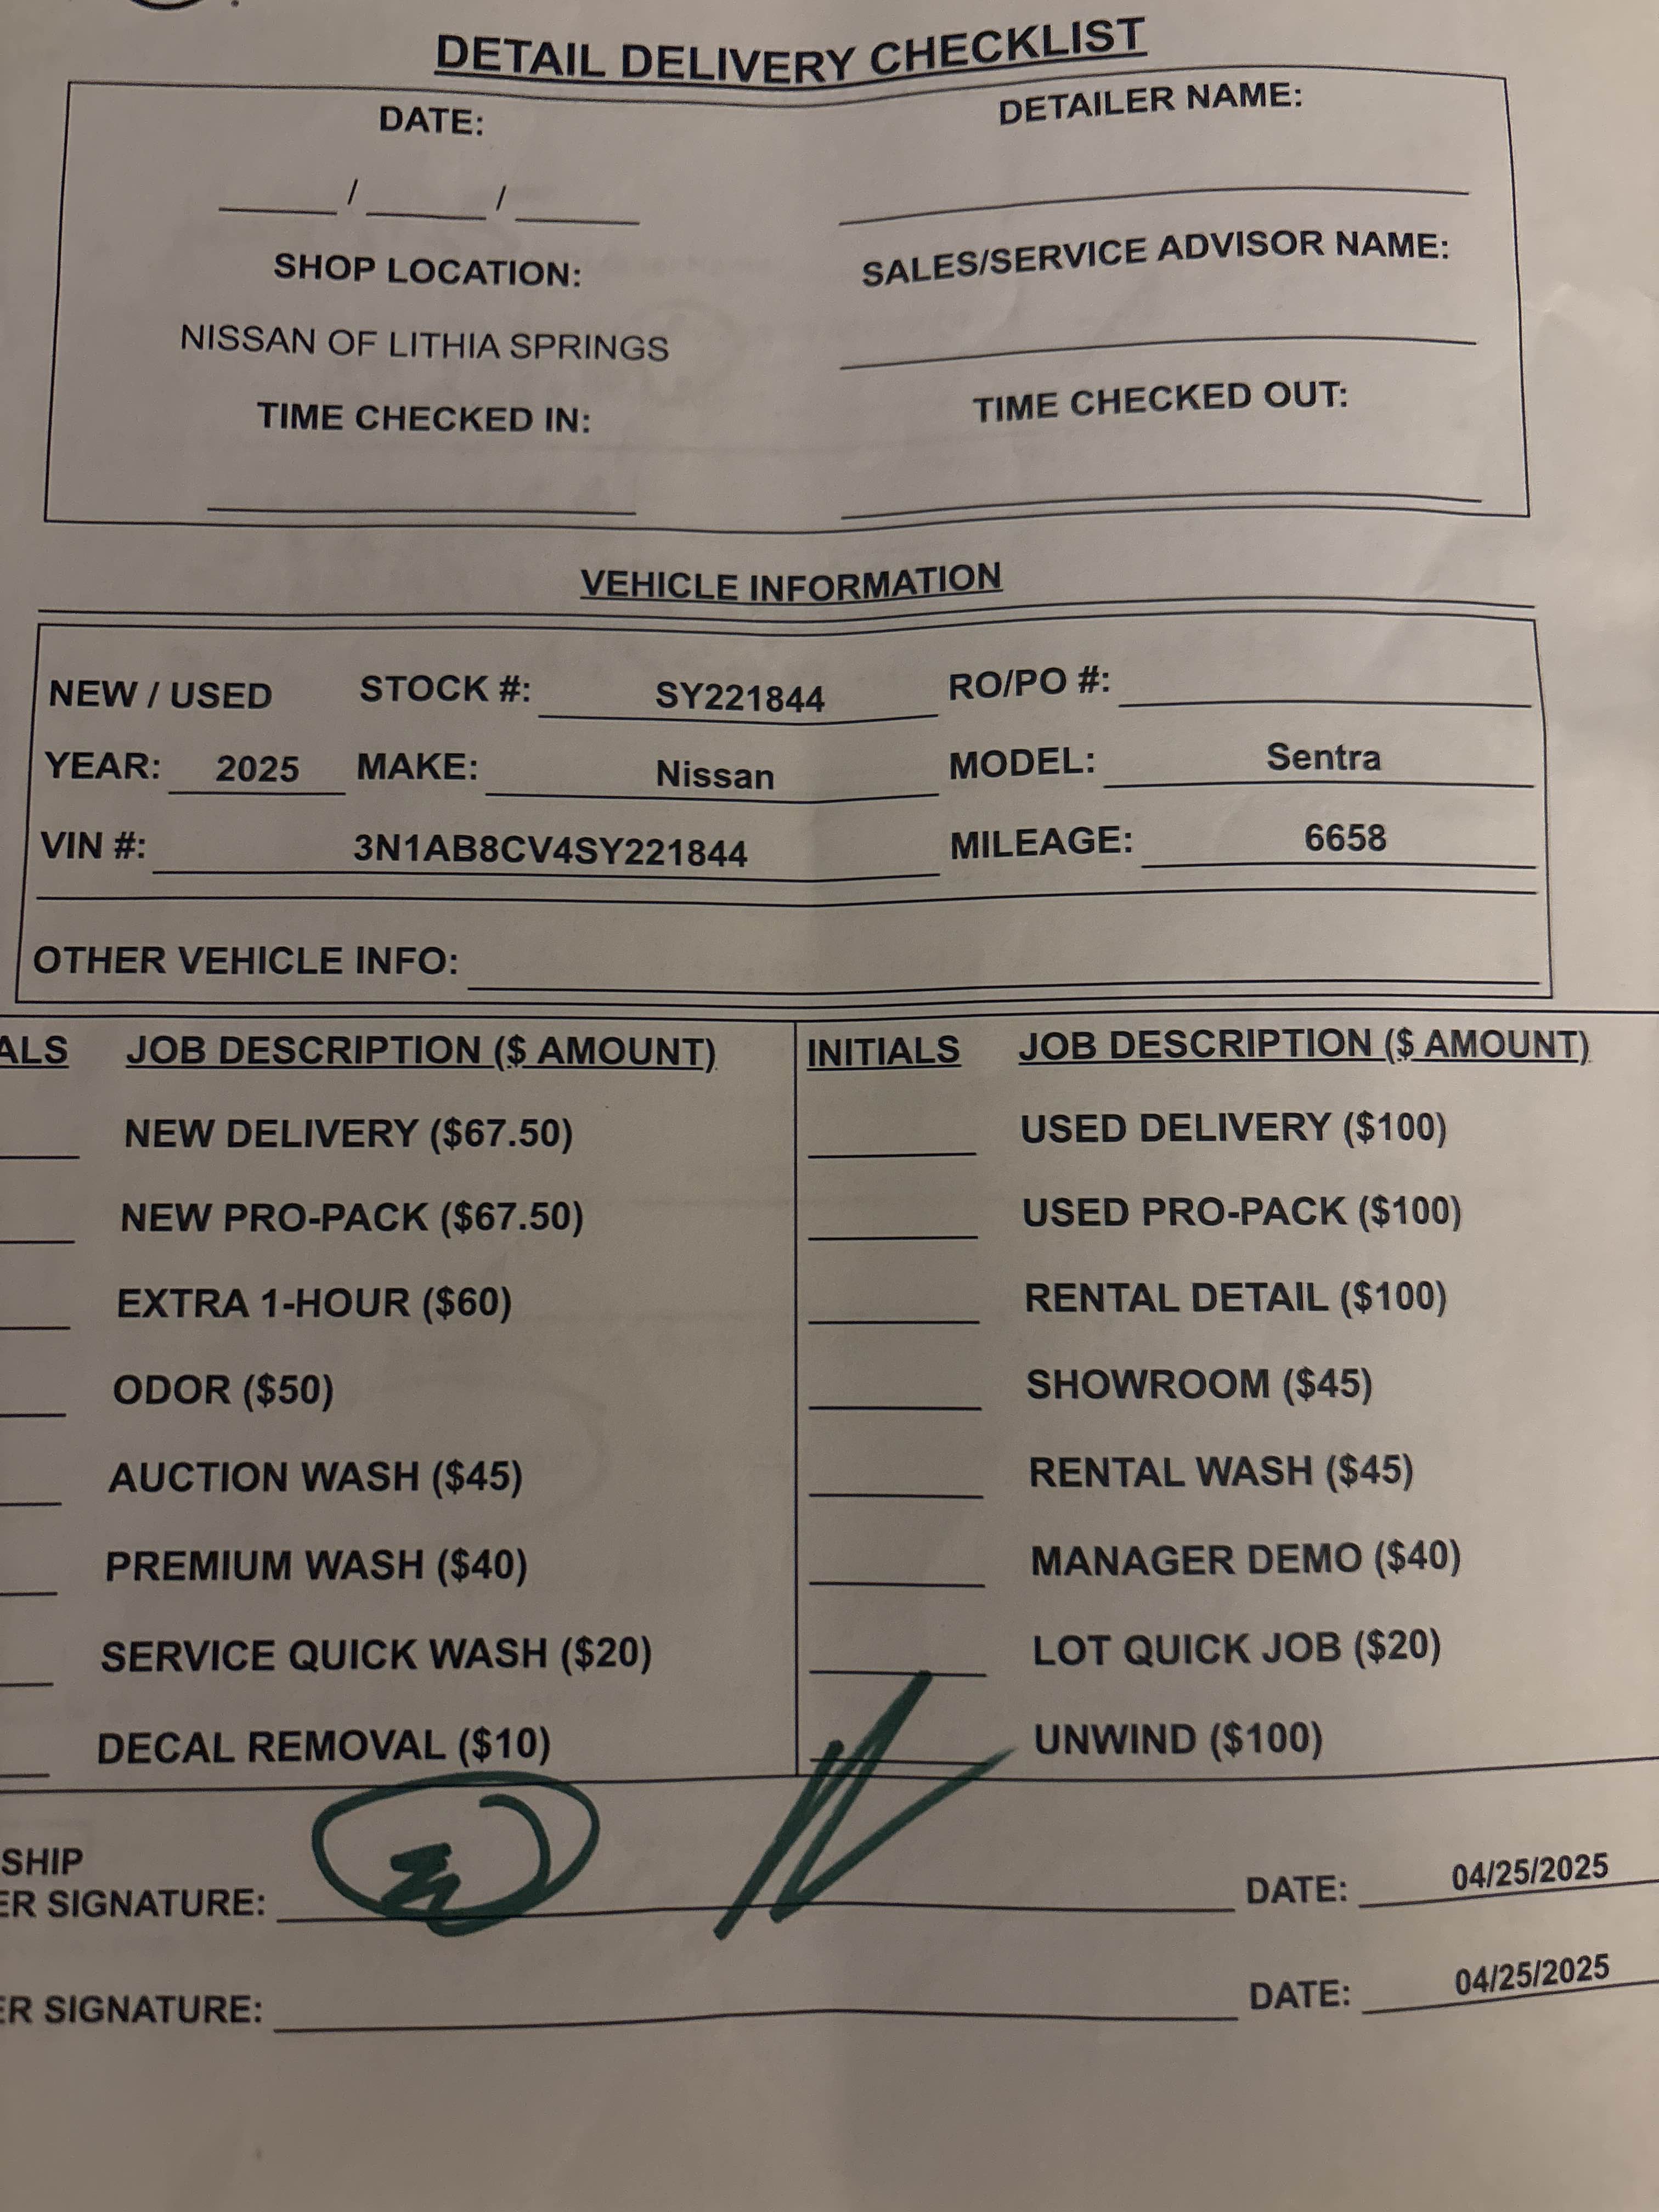 DETAIL DELIVERY CHECKLIST
DATE: DETAILER NAME:
____ / ____ / ____
SHOP LOCATION: SALES/SERVICE ADVISOR NAME:
NISSAN OF LITHIA SPRINGS
TIME CHECKED IN: TIME CHECKED OUT:
VEHICLE INFORMATION
NEW / USED STOCK #: SY221844 RO/PO #:
YEAR: 2025 MAKE: Nissan MODEL: Sentra
VIN #: 3N1AB8CV4SY221844 MILEAGE: 6658
OTHER VEHICLE INFO:
ALS JOB DESCRIPTION ($ AMOUNT) INITIALS JOB DESCRIPTION ($ AMOUNT)
NEW DELIVERY ($67.50) USED DELIVERY ($100)
NEW PRO-PACK ($67.50) USED PRO-PACK ($100)
EXTRA 1-HOUR ($60) RENTAL DETAIL ($100)
ODOR ($50) SHOWROOM ($45)
AUCTION WASH ($45) RENTAL WASH ($45)
PREMIUM WASH ($40) MANAGER DEMO ($40)
SERVICE QUICK WASH ($20) LOT QUICK JOB ($20)
DECAL REMOVAL ($10) UNWIND ($100)
SHIP
ER SIGNATURE: DATE: 04/25/2025
ER SIGNATURE: DATE: 04/25/2025